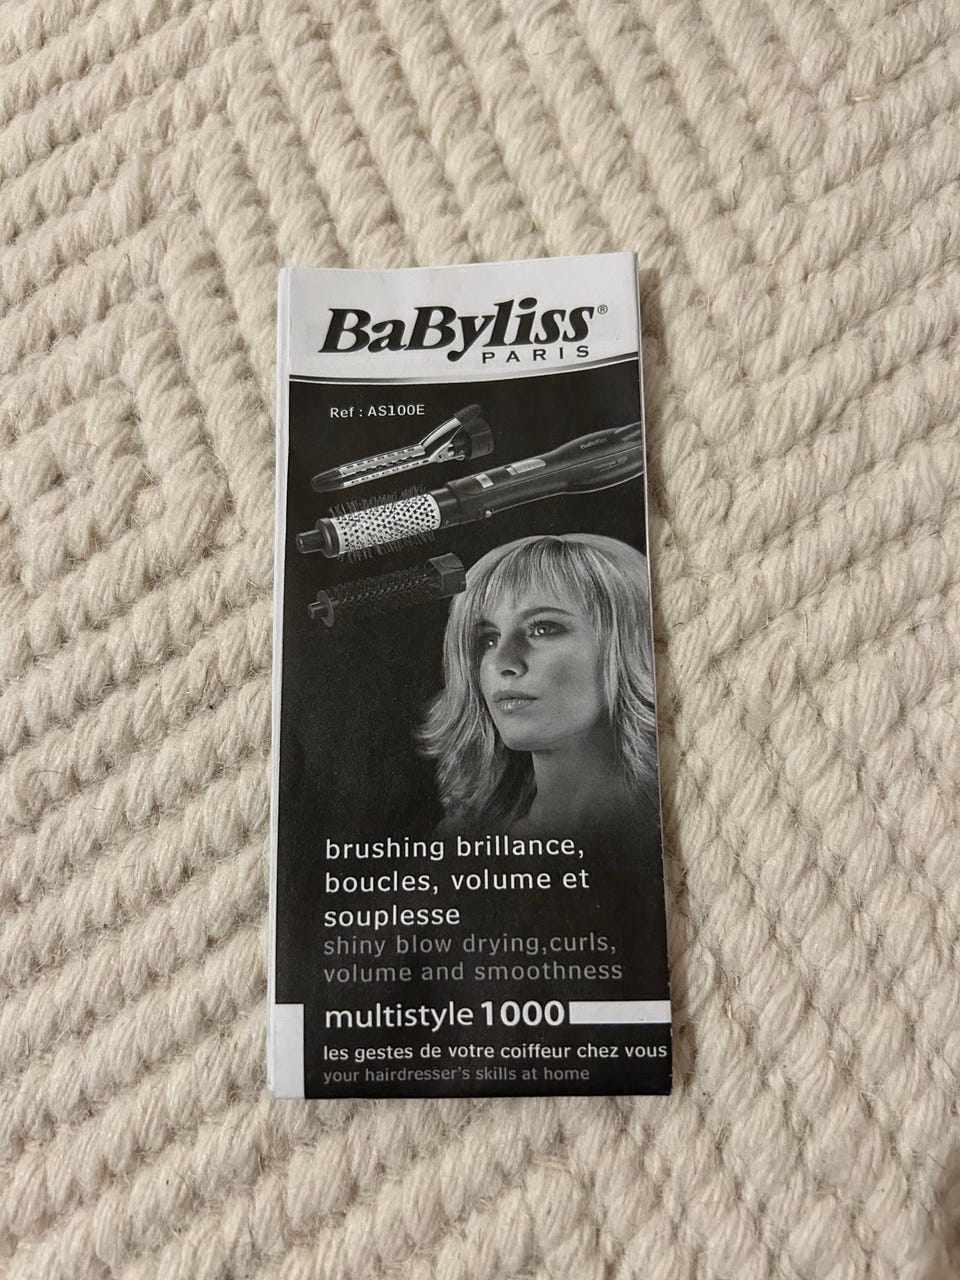 BaByliss®
PARIS
Ref : AS100E
BaByliss
brushing brillance,
boucles, volume et
souplesse
shiny blow drying,curls,
volume and smoothness
multistyle 1000
les gestes de votre coiffeur chez vous
your hairdresser's skills at home